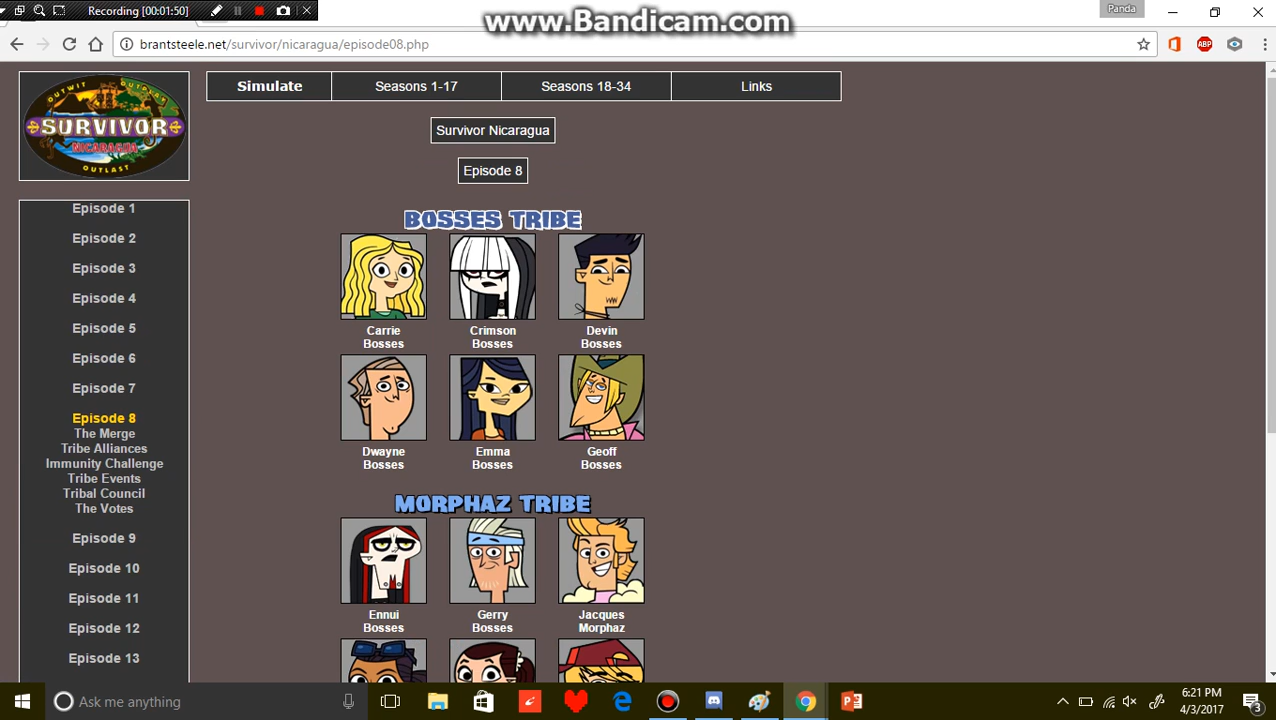 Recording [00:01:50]
www.Bandicam.com
Panda
brantsteele.net/survivor/nicaragua/episode08.php
ABP
OUTWIT OUTPLAY
SURVIVOR
NICARAGUA
OUTLAST
Simulate
Seasons 1-17
Seasons 18-34
Links
Survivor Nicaragua
Episode 8
Episode 1
Episode 2
Episode 3
Episode 4
Episode 5
Episode 6
Episode 7
Episode 8
The Merge
Tribe Alliances
Immunity Challenge
Tribe Events
Tribal Council
The Votes
Episode 9
Episode 10
Episode 11
Episode 12
Episode 13
BOSSES TRIBE
Carrie Bosses
Crimson Bosses
Devin Bosses
Dwayne Bosses
Emma Bosses
Geoff Bosses
MORPHAZ TRIBE
Ennui Bosses
Gerry Bosses
Jacques Morphaz
Ask me anything
6:21 PM
4/3/2017
3